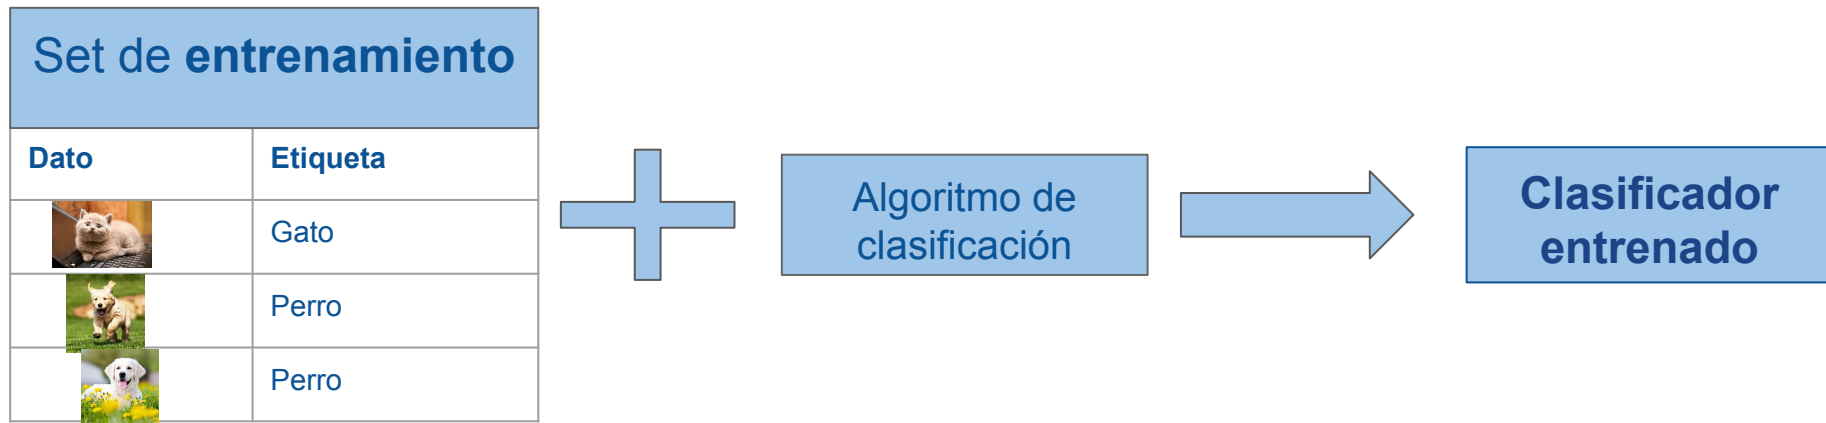 Set de entrenamiento
Dato Etiqueta
Gato
Perro
Perro
Algoritmo de
clasificación
Clasificador
entrenado